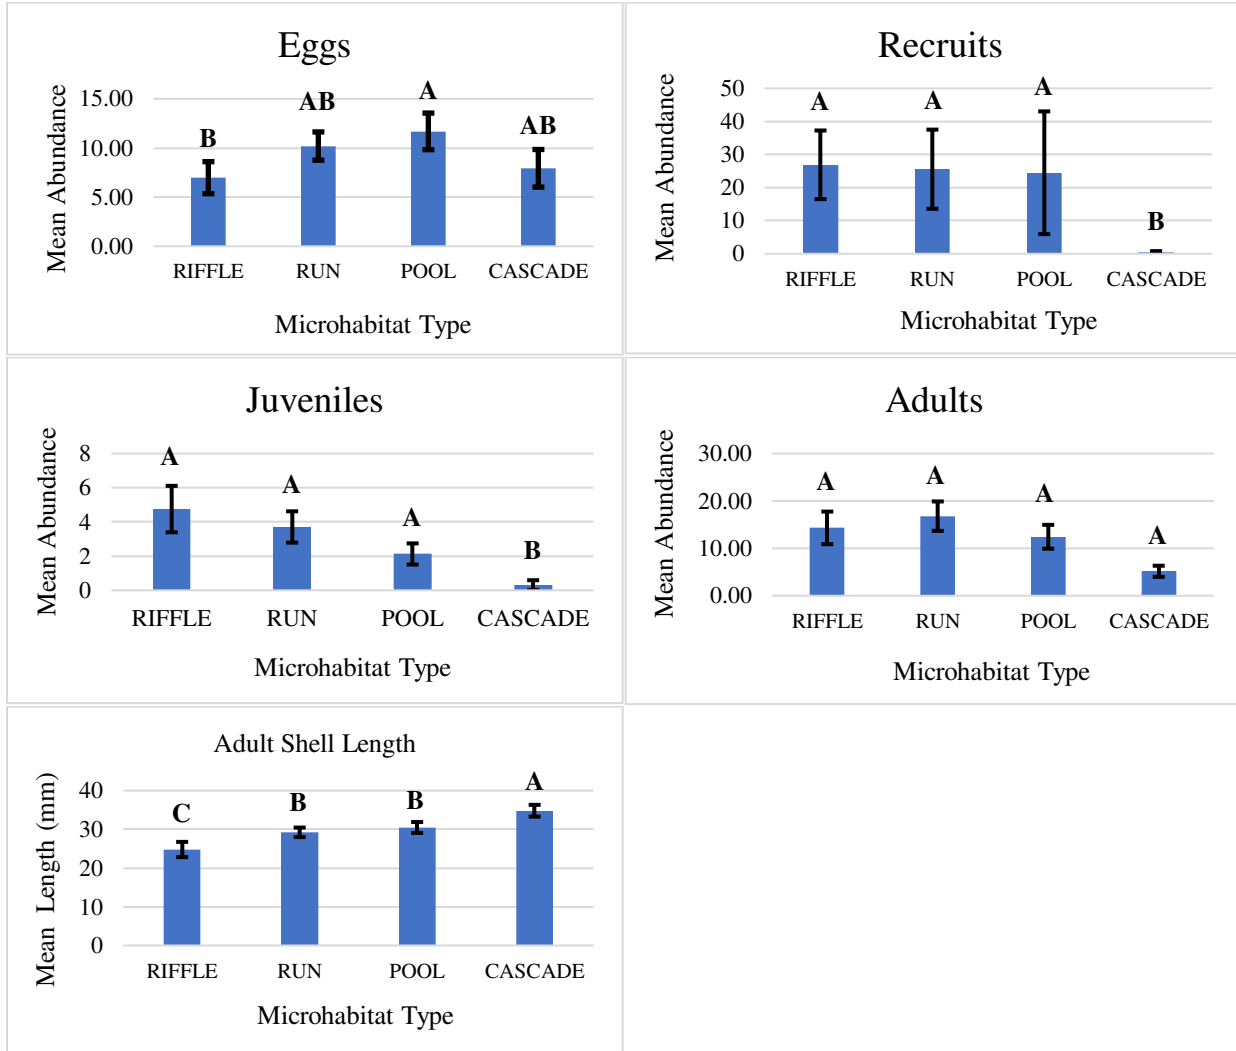 Eggs
Mean Abundance
15.00
10.00
5.00
0.00
B
AB
A
AB
RIFFLE
RUN
POOL
CASCADE
Microhabitat Type
Recruits
Mean Abundance
50
40
30
20
10
0
A
A
A
B
RIFFLE
RUN
POOL
CASCADE
Microhabitat Type
Juveniles
Mean Abundance
8
6
4
2
0
A
A
A
B
RIFFLE
RUN
POOL
CASCADE
Microhabitat Type
Adults
Mean Abundance
30.00
20.00
10.00
0.00
A
A
A
A
RIFFLE
RUN
POOL
CASCADE
Microhabitat Type
Adult Shell Length
Mean Length (mm)
40
30
20
10
0
C
B
B
A
RIFFLE
RUN
POOL
CASCADE
Microhabitat Type